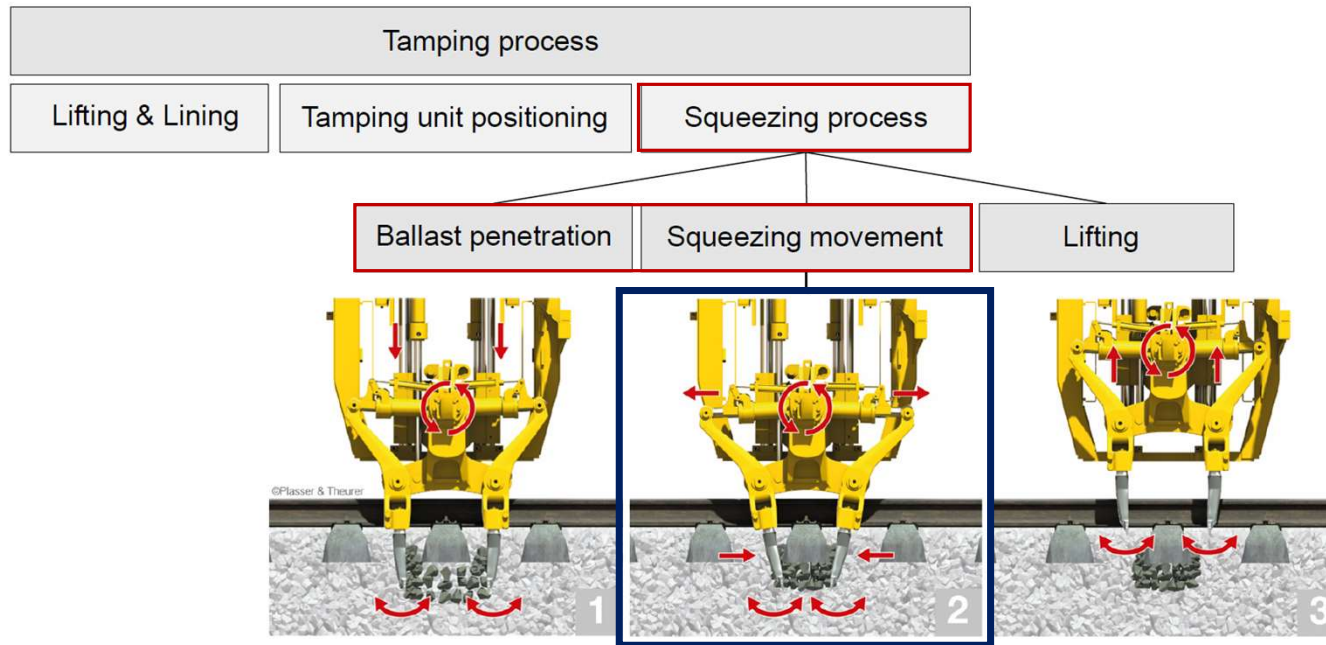 Tamping process
Lifting & Lining
Tamping unit positioning
Squeezing process
Ballast penetration
Squeezing movement
Lifting
©Plasser & Theurer
1
2
3